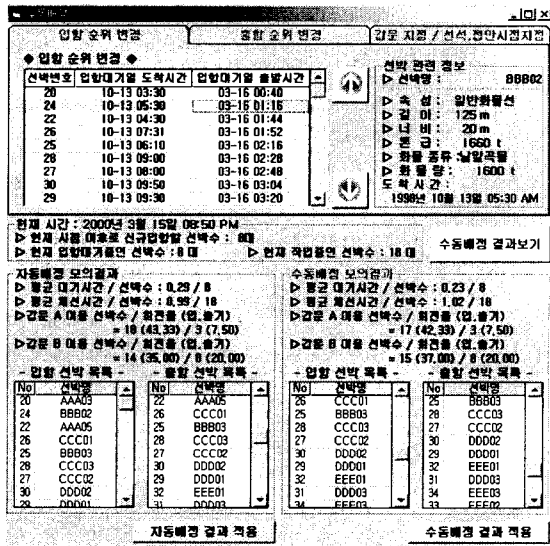 입항 순위 변경
출항 순위 변경
갑문 지정 / 선석,정안시점지정
◆ 입항 순위 변경 ◆
선박번호 입항대기열 도착시간 입항대기열 출발시간
20 10-13 03:30 03-16 00:40
24 10-13 05:30 03-16 01:16
22 10-13 04:30 03-16 01:44
26 10-13 07:31 03-16 01:52
25 10-13 06:10 03-16 02:16
28 10-13 09:00 03-16 02:28
27 10-13 08:00 03-16 02:48
30 10-13 09:50 03-16 03:04
29 10-13 09:30 03-16 03:20
선박 관련 정보
▷ 선박명 : BBB02
▷ 속 성 : 일반화물선
▷ 길 이 : 125 m
▷ 너 비 : 20 m
▷ 톤 급 : 1660 t
▷ 화물 종류 :낱알곡물
▷ 화 물 량 : 1600 t
도 착 시 간 :
1998년 10월 13일 05:30 AM
현재 시간 : 2000년 3월 15일 08:50 PM
▷ 현재 시점 이후로 신규입항할 선박수 : 8대
▷ 현재 입항대기중인 선박수 : 8 대 ▷ 현재 작업중인 선박수 : 18 대
수동배정 결과보기
자동배정 모의결과
▷ 평균 대기시간 / 선박수 : 0,29 / 8
▷ 평균 체선시간 / 선박수 : 0,99 / 18
▷갑문 A 이용 선박수 / 회전율 (입,출거)
= 18 (43,33) / 3 (7,50)
▷갑문 B 이용 선박수 / 회전율 (입,출거)
= 14 (35,00) / 8 (20,00)
- 입항 선박 목록 - - 출항 선박 목록 -
No 선박명 No 선박명
20 AAA03 22 AAA05
24 BBB02 26 CCC01
22 AAA05 25 BBB03
26 CCC01 28 CCC03
25 BBB03 27 CCC02
28 CCC03 30 DDD02
27 CCC02 29 DDD01
30 DDD02 32 EEE01
29 DDD01 31 DDD03
자동배정 결과 적용
수동배정 모의결과
▷ 평균 대기시간 / 선박수 : 0,23 / 8
▷ 평균 체선시간 / 선박수 : 1,02 / 18
▷갑문 A 이용 선박수 / 회전율 (입,출거)
= 17 (42,33) / 3 (7,50)
▷갑문 B 이용 선박수 / 회전율 (입,출거)
= 15 (37,00) / 8 (20,00)
- 입항 선박 목록 - - 출항 선박 목록 -
No 선박명 No 선박명
26 CCC01 25 BBB03
25 BBB03 28 CCC03
28 CCC03 27 CCC02
27 CCC02 30 DDD02
30 DDD02 29 DDD01
29 DDD01 32 EEE01
32 EEE01 31 DDD03
31 DDD03 34 EEE03
34 EEE03 33 EEE02
수동배정 결과 적용